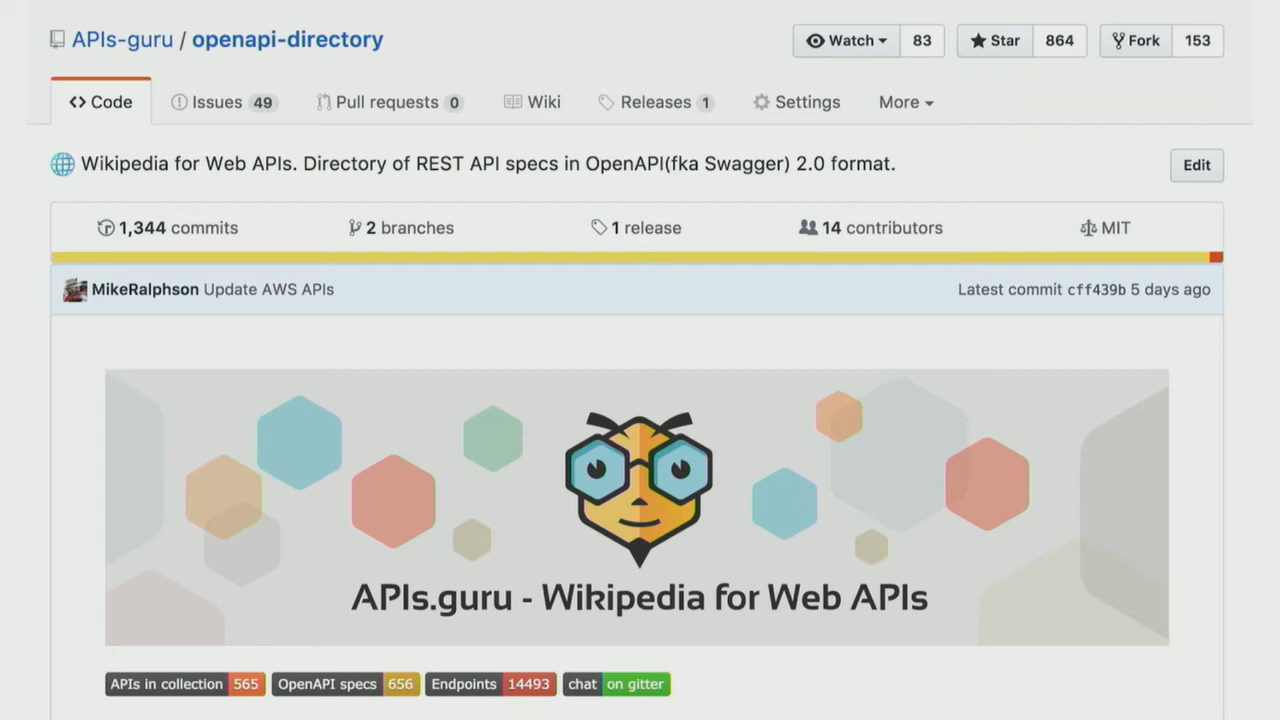 APIs-guru / openapi-directory
Watch 83 Star 864 Fork 153
Code Issues 49 Pull requests 0 Wiki Releases 1 Settings More
Wikipedia for Web APIs. Directory of REST API specs in OpenAPI(fka Swagger) 2.0 format. Edit
1,344 commits 2 branches 1 release 14 contributors MIT
MikeRalphson Update AWS APIs Latest commit cff439b 5 days ago
APIs.guru - Wikipedia for Web APIs
APIs in collection 565 OpenAPI specs 656 Endpoints 14493 chat on gitter